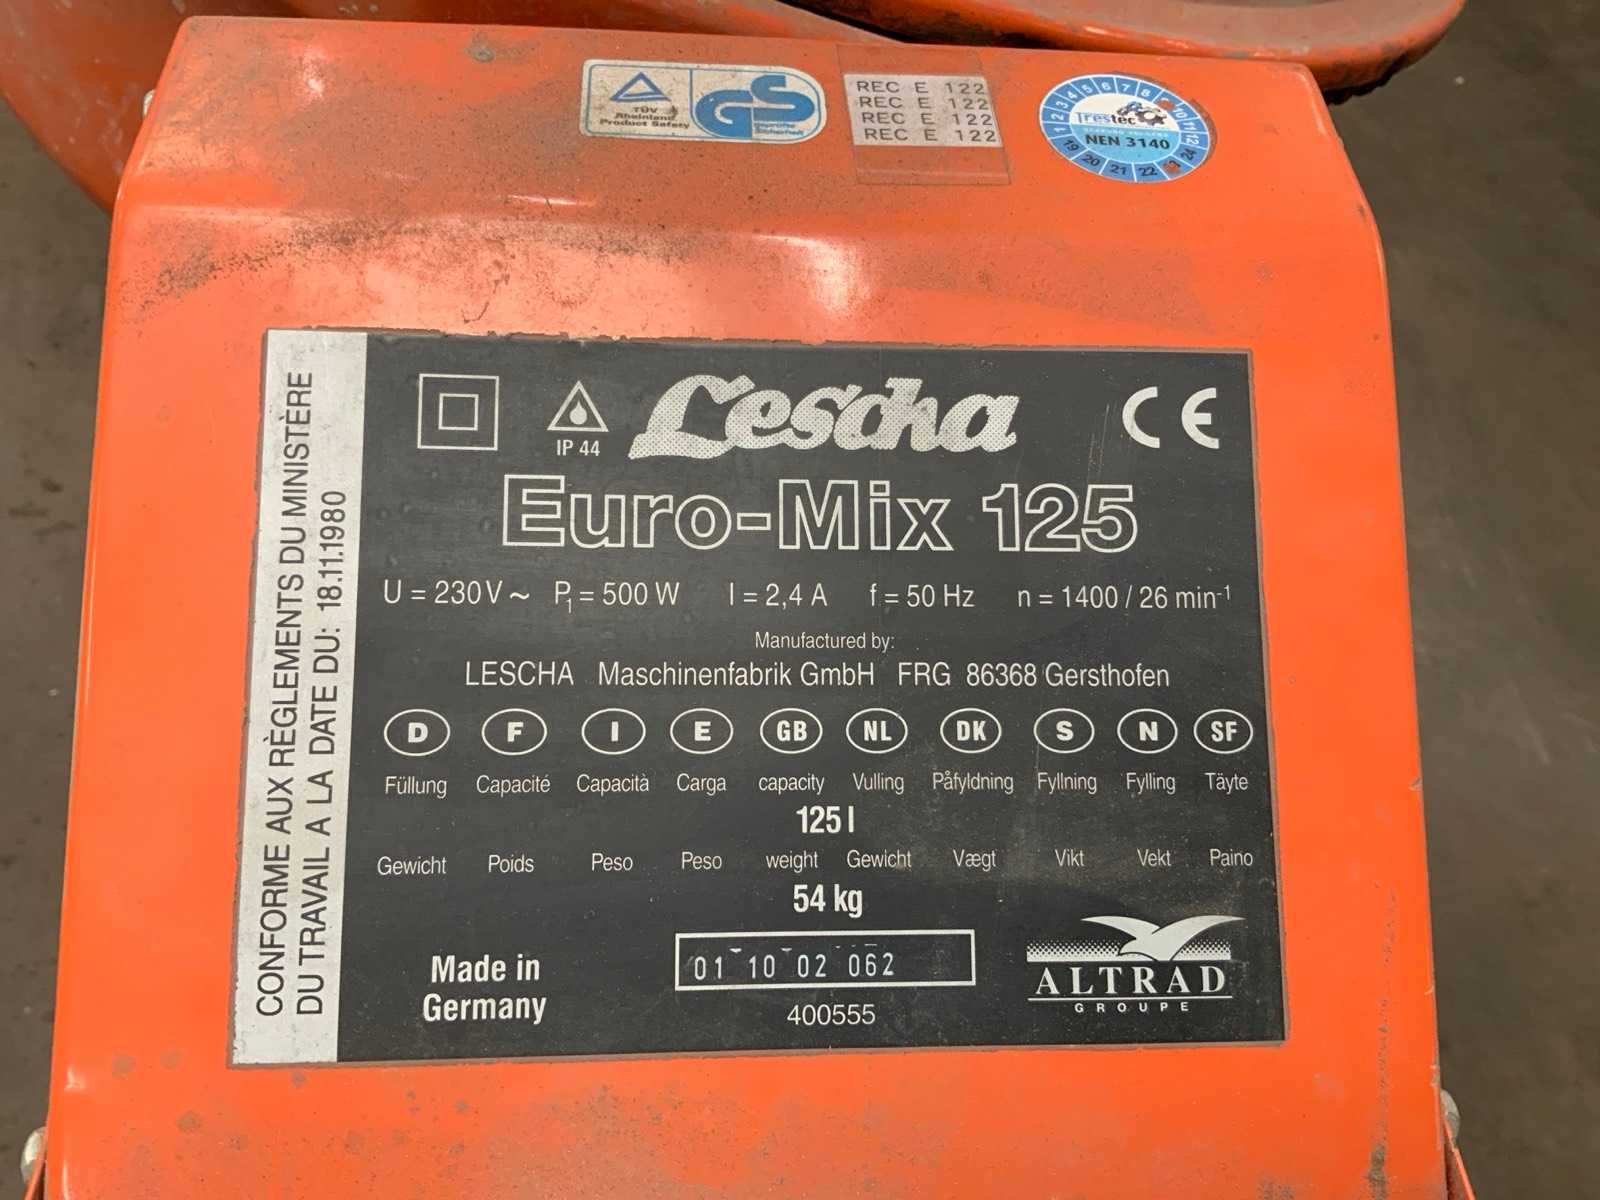 TÜV
Rheinland
Product Safety
GS
REC E 122
REC E 122
REC E 122
REC E 122
1 2 3 4 5 6 7 8 10 11 12
Trestec
NEN 3140
19 20 21 22 24
CONFORME AUX RÈGLEMENTS DU MINISTÈRE
DU TRAVAIL A LA DATE DU: 18.11.1980
IP 44
Lescha
CE
Euro-Mix 125
U = 230 V ~ P₁ = 500 W I = 2,4 A f = 50 Hz n = 1400 / 26 min⁻¹
Manufactured by:
LESCHA Maschinenfabrik GmbH FRG 86368 Gersthofen
D F I E GB NL DK S N SF
Füllung Capacité Capacità Carga capacity Vulling Påfyldning Fyllning Fylling Täyte
125 l
Gewicht Poids Peso Peso weight Gewicht Vægt Vikt Vekt Paino
54 kg
Made in
Germany
01 10 02 062
400555
ALTRAD
GROUPE